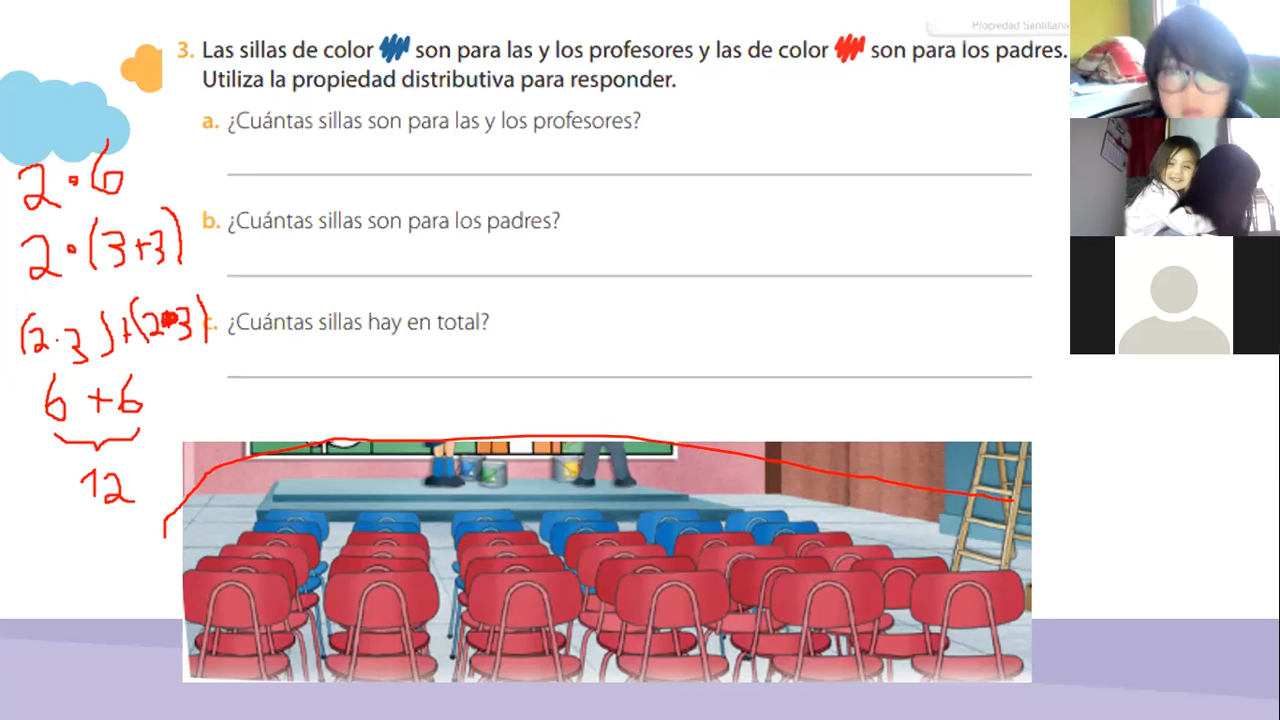 Propiedad Santillana
3. Las sillas de color son para las y los profesores y las de color son para los padres.
Utiliza la propiedad distributiva para responder.
a. ¿Cuántas sillas son para las y los profesores?
b. ¿Cuántas sillas son para los padres?
c. ¿Cuántas sillas hay en total?
2 · 6
2 · (3+3)
(2 · 3)+(2·3)
6 + 6
12